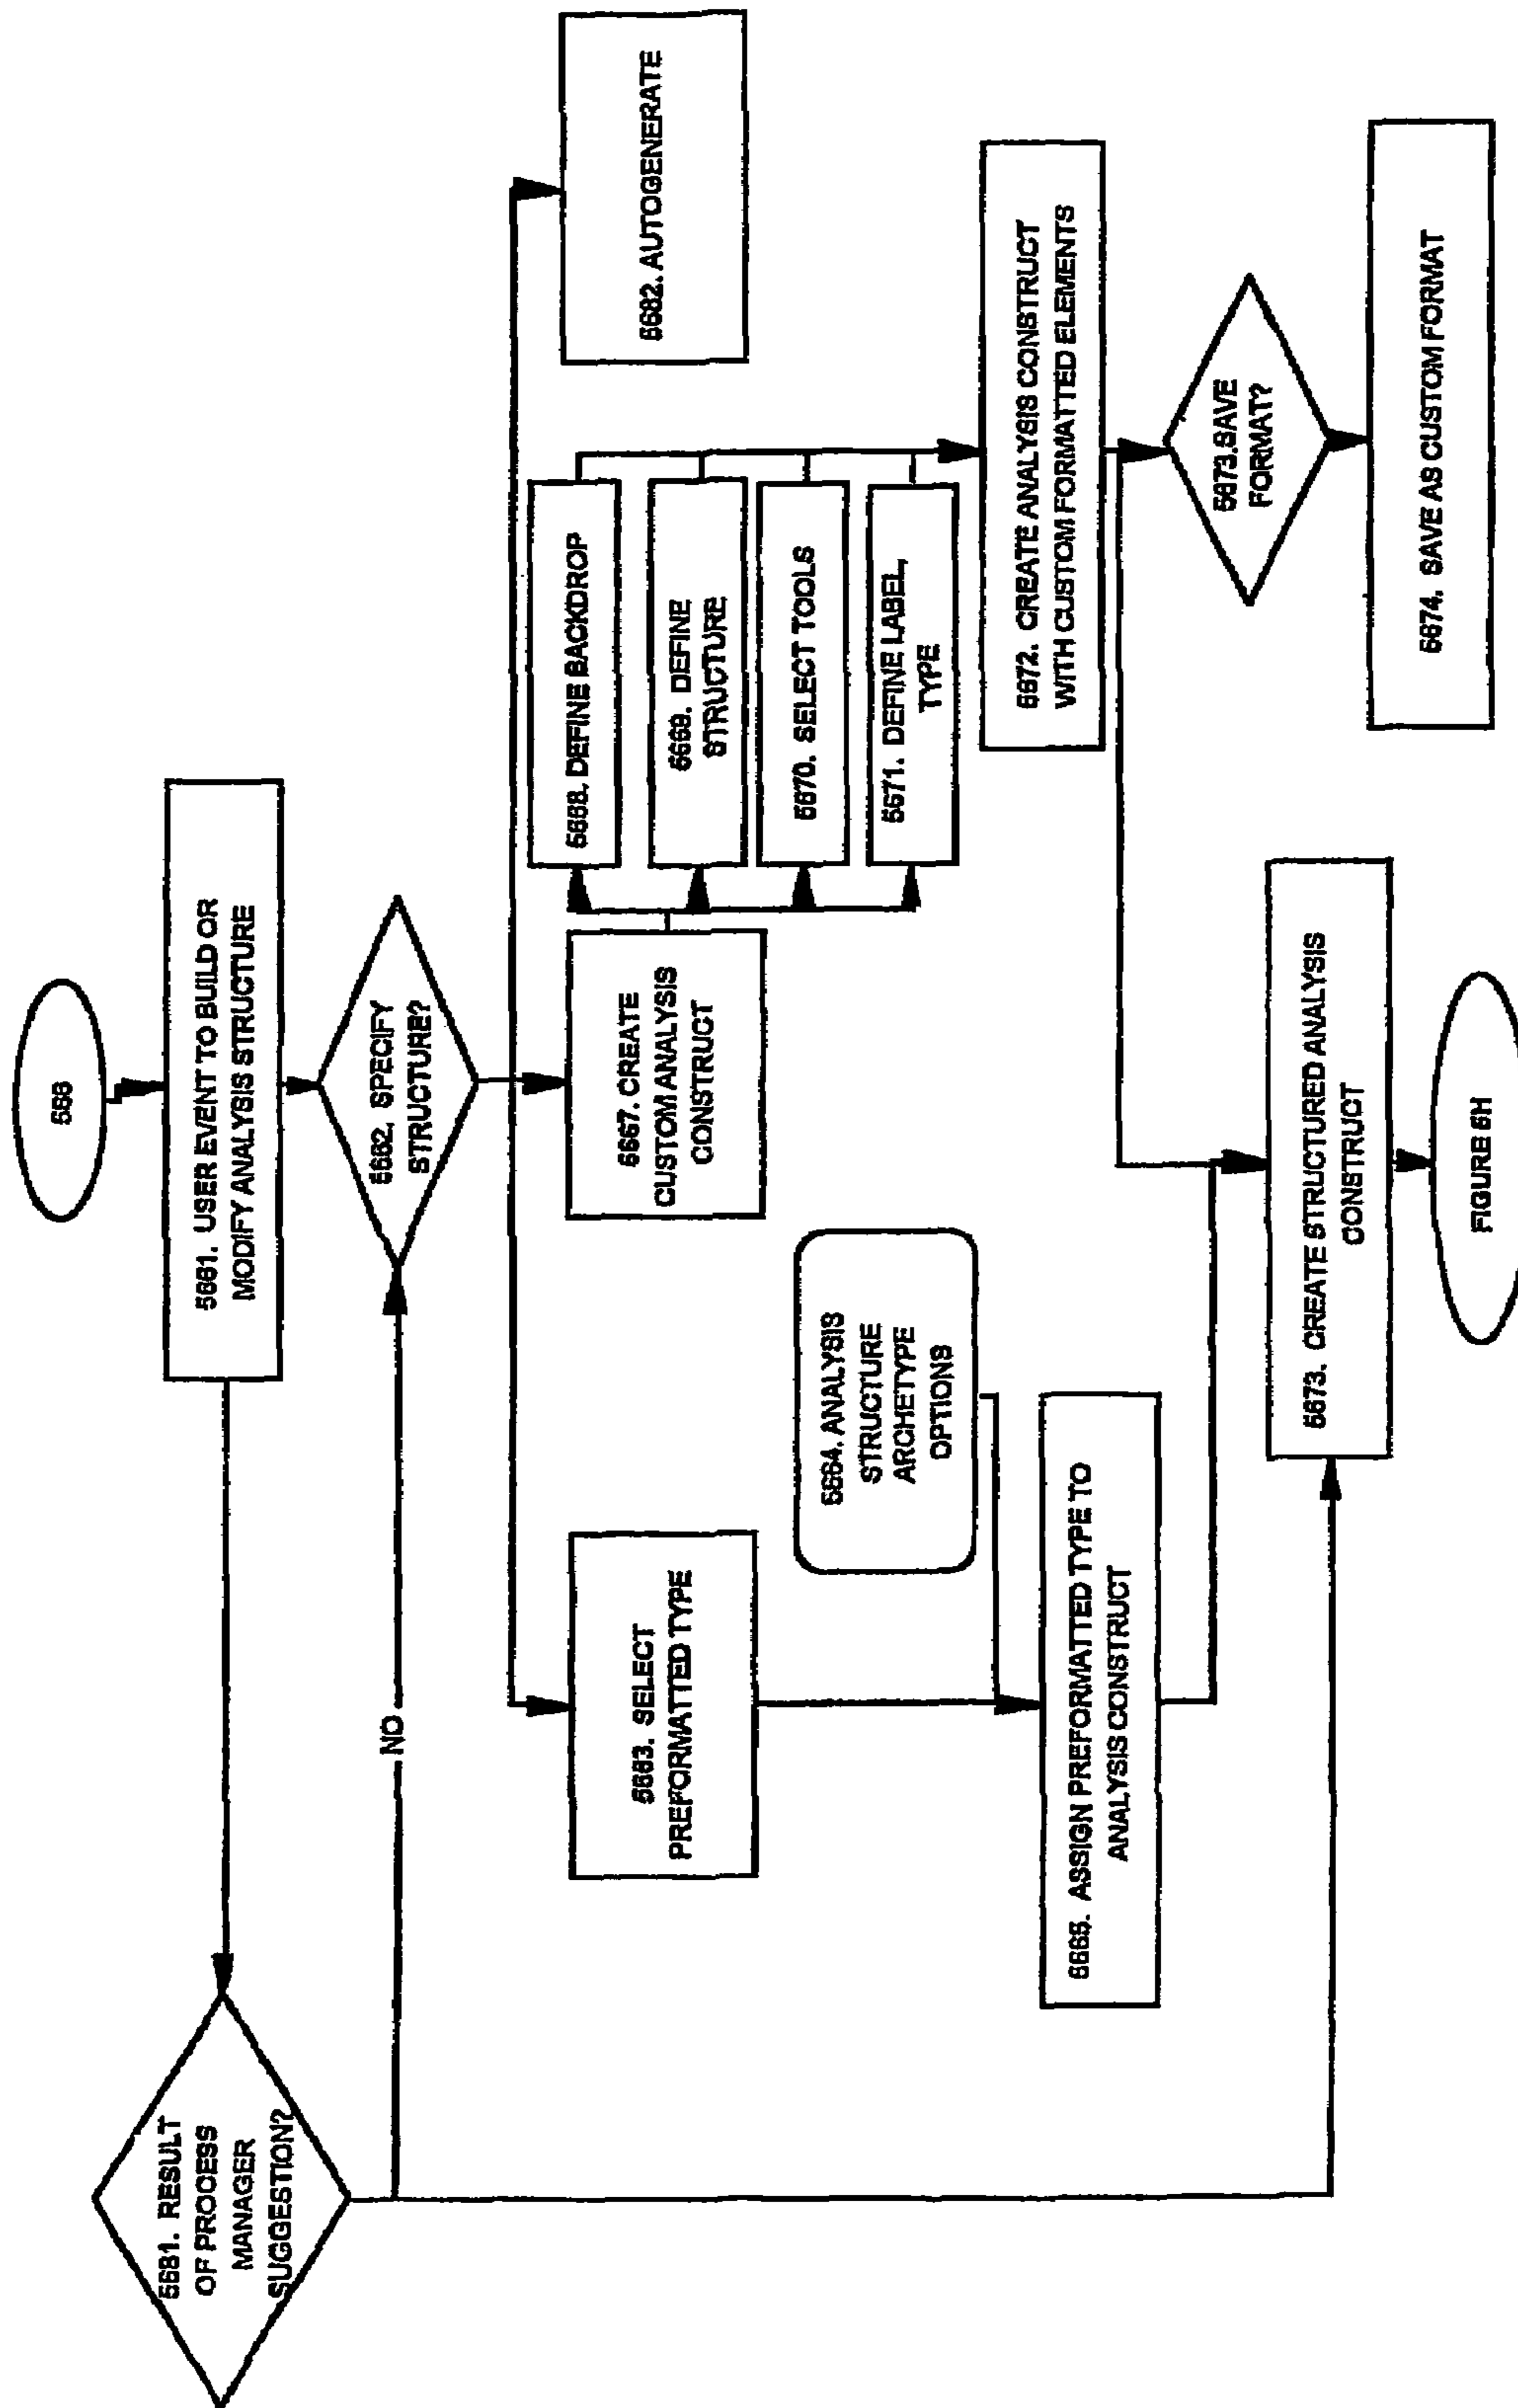 566
5661. USER EVENT TO BUILD OR
MODIFY ANALYSIS STRUCTURE
5681. RESULT
OF PROCESS
MANAGER
SUGGESTION?
5662. SPECIFY
STRUCTURE?
NO
5663. SELECT
PREFORMATTED TYPE
5667. CREATE
CUSTOM ANALYSIS
CONSTRUCT
5668. DEFINE BACKDROP
5669. DEFINE
STRUCTURE
5670. SELECT TOOLS
5671. DEFINE LABEL,
TYPE
5682. AUTOGENERATE
5664. ANALYSIS
STRUCTURE
ARCHETYPE
OPTIONS
5665. ASSIGN PREFORMATTED TYPE TO
ANALYSIS CONSTRUCT
5672. CREATE ANALYSIS CONSTRUCT
WITH CUSTOM FORMATTED ELEMENTS
5673. CREATE STRUCTURED ANALYSIS
CONSTRUCT
5673.SAVE
FORMAT?
5674. SAVE AS CUSTOM FORMAT
FIGURE 5H